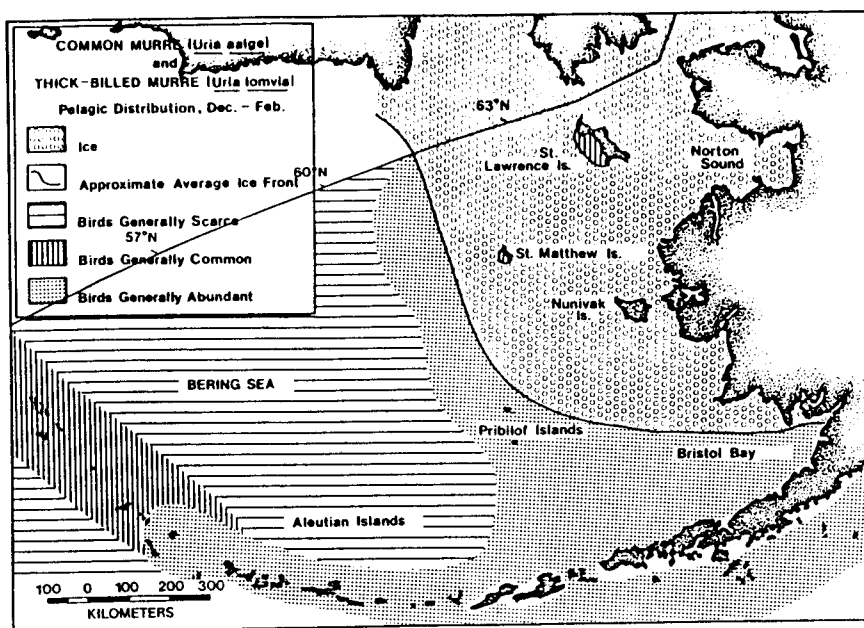 COMMON MURRE (Uria aalge)
and
THICK-BILLED MURRE (Uria lomvia)
Pelagic Distribution, Dec. - Feb.
Ice
Approximate Average Ice Front
Birds Generally Scarce
Birds Generally Common
Birds Generally Abundant
63°N
60°N
57°N
St.
Lawrence Is.
Norton
Sound
St. Matthew Is.
Nunivak
Is.
BERING SEA
Pribilof Islands
Bristol Bay
Aleutian Islands
100 0 100 200 300
KILOMETERS